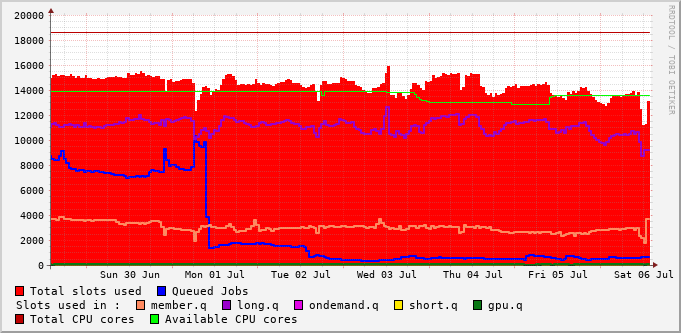 RRDTOOL / TOBI OETIKER
20000
18000
16000
14000
12000
10000
8000
6000
4000
2000
0
Sun 30 Jun Mon 01 Jul Tue 02 Jul Wed 03 Jul Thu 04 Jul Fri 05 Jul Sat 06 Jul
Total slots used Queued Jobs
Slots used in : member.q long.q ondemand.q short.q gpu.q
Total CPU cores Available CPU cores